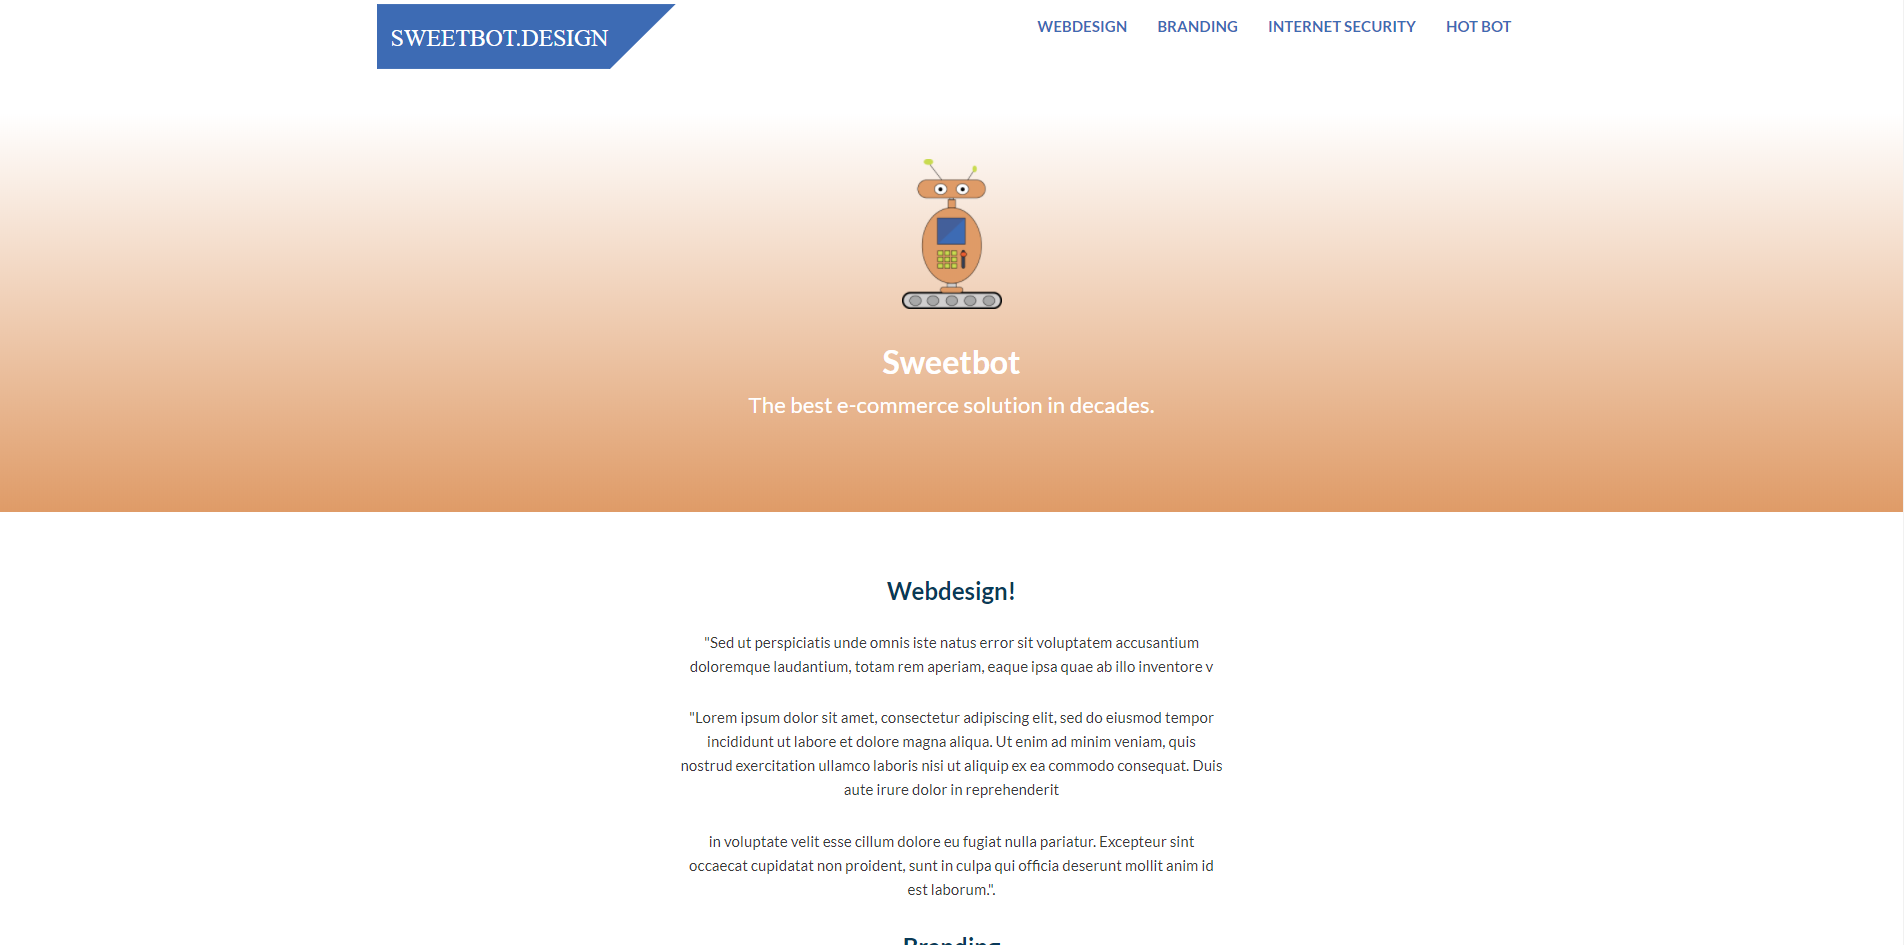 SWEETBOT.DESIGN
WEBDESIGN BRANDING INTERNET SECURITY HOT BOT
Sweetbot
The best e-commerce solution in decades.
Webdesign!
"Sed ut perspiciatis unde omnis iste natus error sit voluptatem accusantium
doloremque laudantium, totam rem aperiam, eaque ipsa quae ab illo inventore v
"Lorem ipsum dolor sit amet, consectetur adipiscing elit, sed do eiusmod tempor
incididunt ut labore et dolore magna aliqua. Ut enim ad minim veniam, quis
nostrud exercitation ullamco laboris nisi ut aliquip ex ea commodo consequat. Duis
aute irure dolor in reprehenderit
in voluptate velit esse cillum dolore eu fugiat nulla pariatur. Excepteur sint
occaecat cupidatat non proident, sunt in culpa qui officia deserunt mollit anim id
est laborum.".
Branding